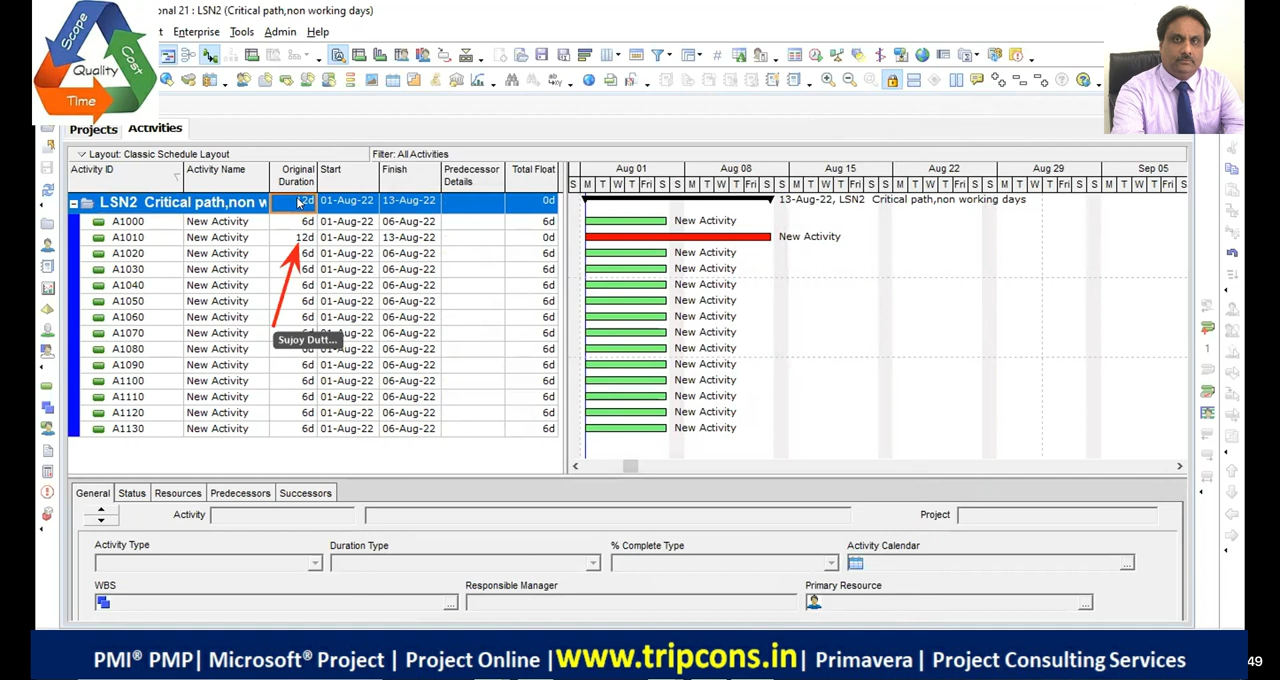 onal 21 : LSN2 (Critical path,non working days)
t Enterprise Tools Admin Help
Scope
Cost
Quality
Time
Projects Activities
Layout: Classic Schedule Layout Filter: All Activities
Activity ID Activity Name Original Duration Start Finish Predecessor Details Total Float
Aug 01 Aug 08 Aug 15 Aug 22 Aug 29 Sep 05
S M T W T Fri S S M T W T Fri S S M T W T Fri S S M T W T Fri S S M T W T Fri S S M T W T Fri S S
LSN2 Critical path,non w 12d 01-Aug-22 13-Aug-22 0d 13-Aug-22, LSN2 Critical path,non working days
A1000 New Activity 6d 01-Aug-22 06-Aug-22 6d New Activity
A1010 New Activity 12d 01-Aug-22 13-Aug-22 0d New Activity
A1020 New Activity 6d 01-Aug-22 06-Aug-22 6d New Activity
A1030 New Activity 6d 01-Aug-22 06-Aug-22 6d New Activity
A1040 New Activity 6d 01-Aug-22 06-Aug-22 6d New Activity
A1050 New Activity 6d 01-Aug-22 06-Aug-22 6d New Activity
A1060 New Activity 6d 01-Aug-22 06-Aug-22 6d New Activity
A1070 New Activity 6d 01-Aug-22 06-Aug-22 6d New Activity
Sujoy Dutt...
A1080 New Activity 6d 01-Aug-22 06-Aug-22 6d New Activity
A1090 New Activity 6d 01-Aug-22 06-Aug-22 6d New Activity
A1100 New Activity 6d 01-Aug-22 06-Aug-22 6d New Activity
A1110 New Activity 6d 01-Aug-22 06-Aug-22 6d New Activity
A1120 New Activity 6d 01-Aug-22 06-Aug-22 6d New Activity
A1130 New Activity 6d 01-Aug-22 06-Aug-22 6d New Activity
General Status Resources Predecessors Successors
Activity Project
Activity Type Duration Type % Complete Type Activity Calendar
WBS Responsible Manager Primary Resource
PMI® PMP| Microsoft® Project | Project Online |www.tripcons.in| Primavera | Project Consulting Services
49